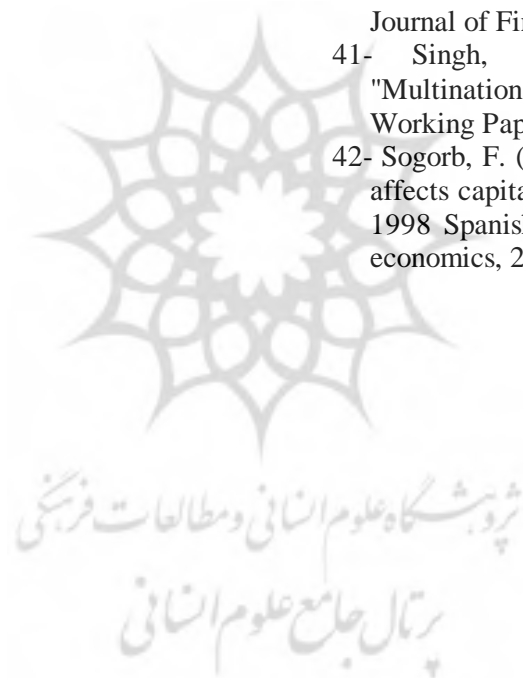 Journal of Fin
41- Singh,
"Multination
Working Pap
42- Sogorb, F. (
affects capita
1998 Spanish
economics, 2
پژوهشگاه علوم انسانی و مطالعات فرهنگی
پرتال جامع علوم انسانی